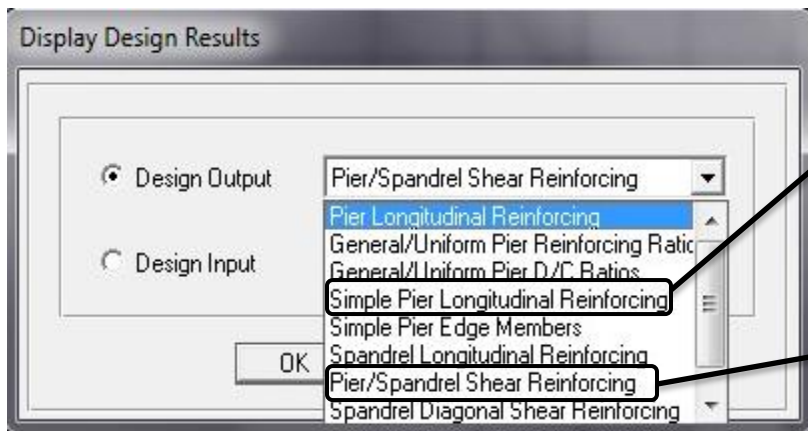 Display Design Results
Design Output
Pier/Spandrel Shear Reinforcing
Pier Longitudinal Reinforcing
General/Uniform Pier Reinforcing Ratic
Design Input
General/Uniform Pier D/C Ratios
Simple Pier Longitudinal Reinforcing
Simple Pier Edge Members
OK
Spandrel Longitudinal Reinforcing
Pier/Spandrel Shear Reinforcing
Spandrel Diagonal Shear Reinforcing